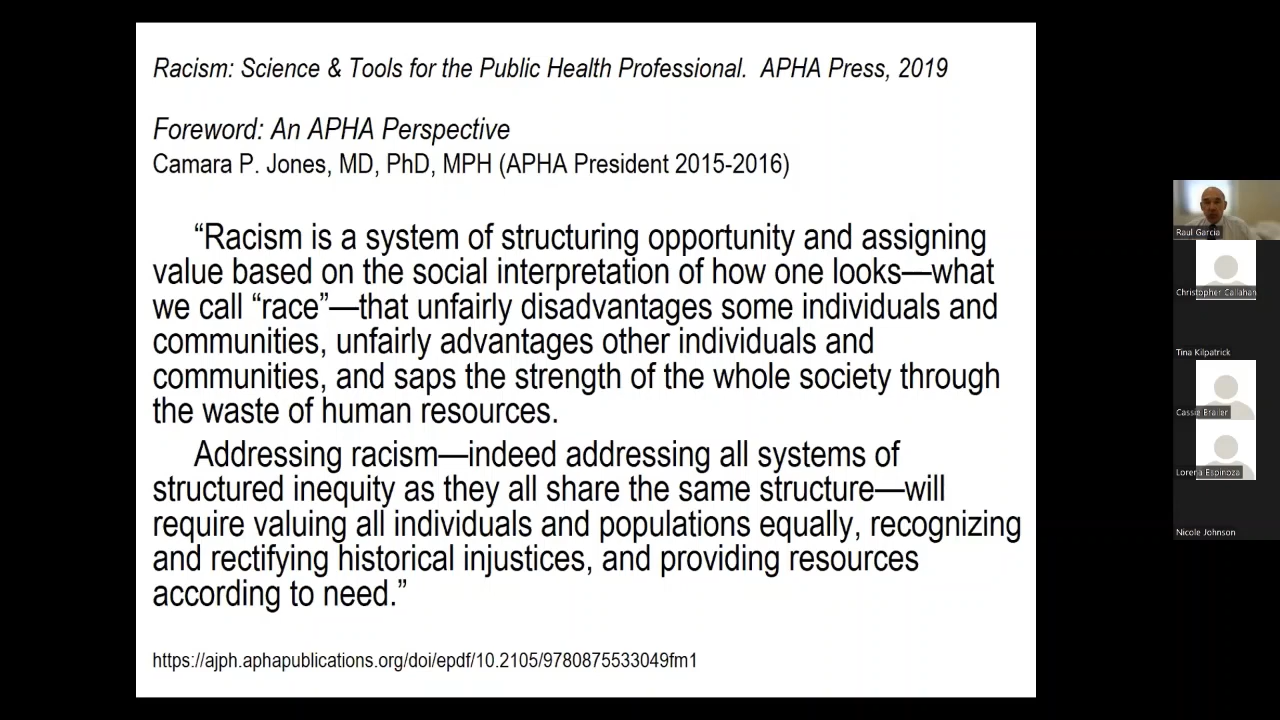 Racism: Science & Tools for the Public Health Professional.  APHA Press, 2019
Foreword: An APHA Perspective
Camara P. Jones, MD, PhD, MPH (APHA President 2015-2016)
“Racism is a system of structuring opportunity and assigning
value based on the social interpretation of how one looks—what
we call “race”—that unfairly disadvantages some individuals and
communities, unfairly advantages other individuals and
communities, and saps the strength of the whole society through
the waste of human resources.
Addressing racism—indeed addressing all systems of
structured inequity as they all share the same structure—will
require valuing all individuals and populations equally, recognizing
and rectifying historical injustices, and providing resources
according to need.”
https://ajph.aphapublications.org/doi/epdf/10.2105/9780875533049fm1
Raul Garcia
Christopher Callahan
Tina Kilpatrick
Cassie
Lorena Espinoza
Nicole Johnson